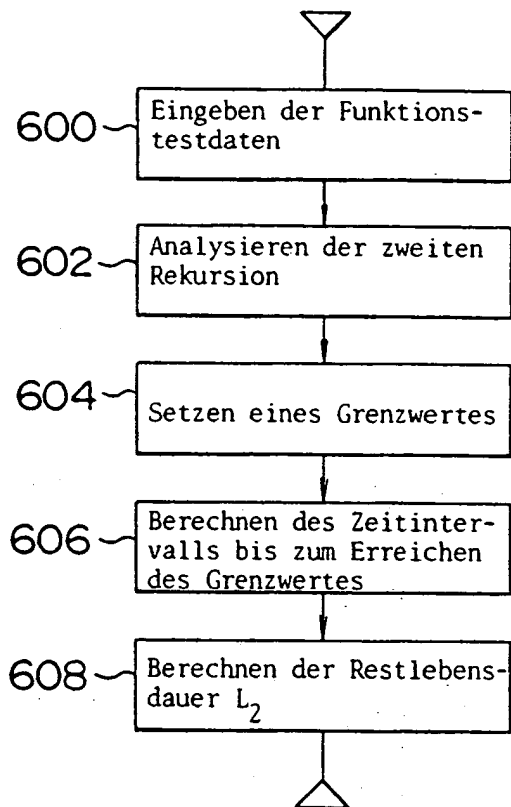 600
Eingeben der Funktions-
testdaten
602
Analysieren der zweiten
Rekursion
604
Setzen eines Grenzwertes
606
Berechnen des Zeitinter-
valls bis zum Erreichen
des Grenzwertes
608
Berechnen der Restlebens-
dauer L₂